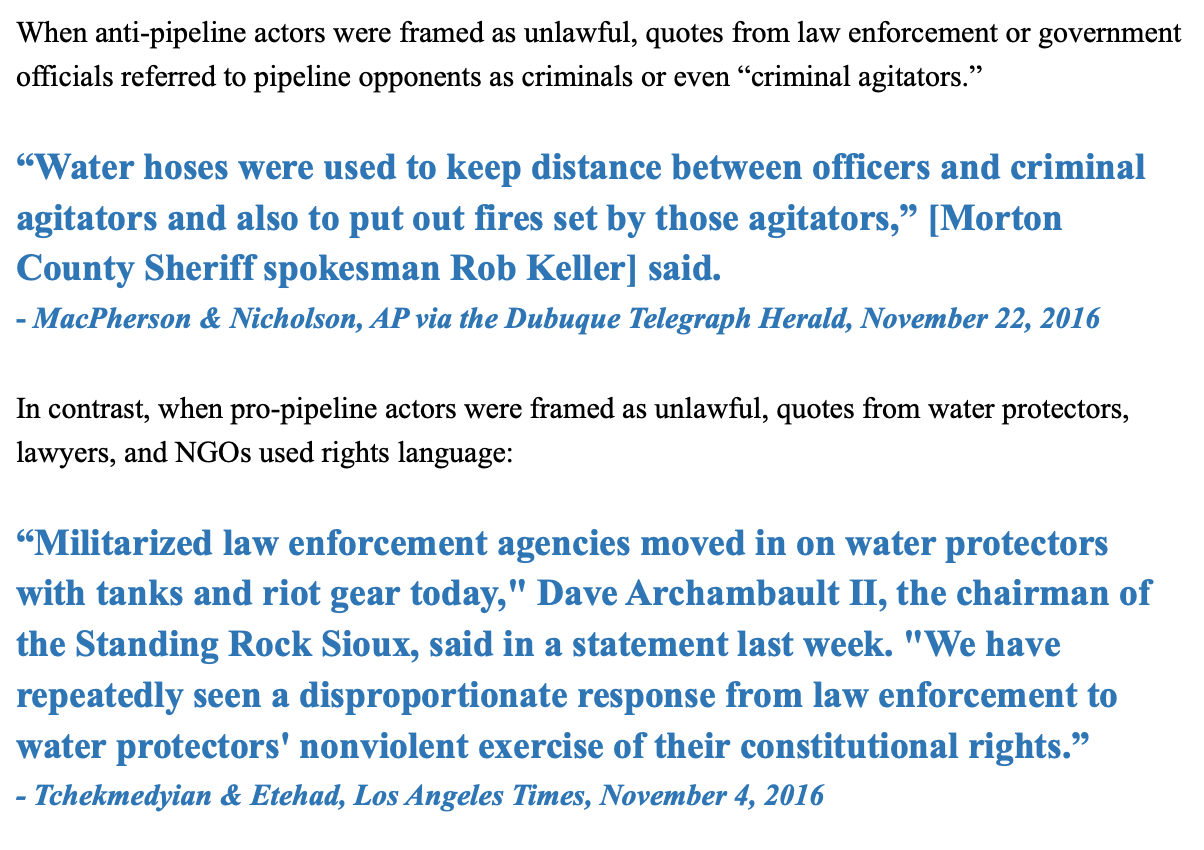 When anti-pipeline actors were framed as unlawful, quotes from law enforcement or government
officials referred to pipeline opponents as criminals or even “criminal agitators.”
“Water hoses were used to keep distance between officers and criminal
agitators and also to put out fires set by those agitators,” [Morton
County Sheriff spokesman Rob Keller] said.
- MacPherson & Nicholson, AP via the Dubuque Telegraph Herald, November 22, 2016
In contrast, when pro-pipeline actors were framed as unlawful, quotes from water protectors,
lawyers, and NGOs used rights language:
“Militarized law enforcement agencies moved in on water protectors
with tanks and riot gear today," Dave Archambault II, the chairman of
the Standing Rock Sioux, said in a statement last week. "We have
repeatedly seen a disproportionate response from law enforcement to
water protectors' nonviolent exercise of their constitutional rights.”
- Tchekmedyian & Etehad, Los Angeles Times, November 4, 2016